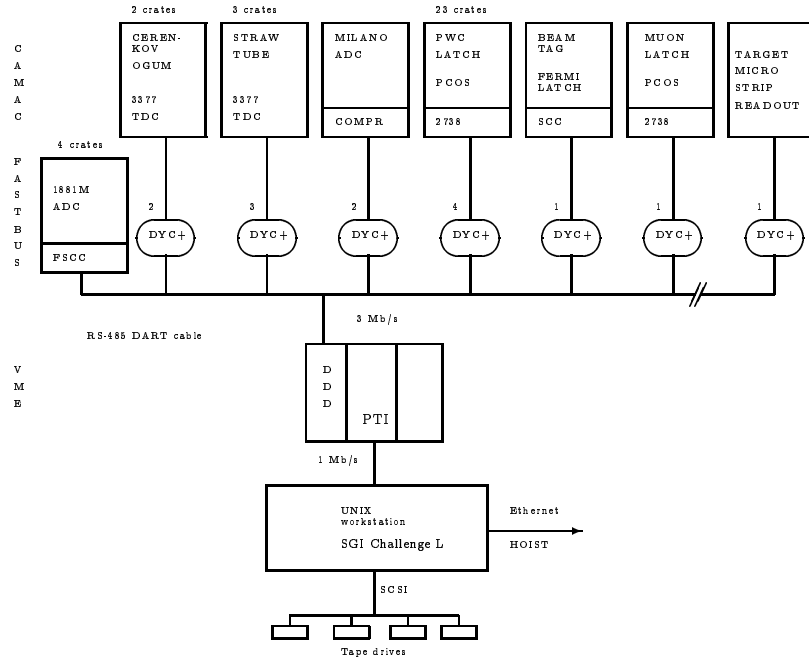 2 crates
3 crates
23 crates
C
A
M
A
C
CEREN-
KOV
OGUM
3377
TDC
STRAW
TUBE
3377
TDC
MILANO
ADC
COMPR
PWC
LATCH
PCOS
2738
BEAM
TAG
FERMI
LATCH
SCC
MUON
LATCH
PCOS
2738
TARGET
MICRO
STRIP
READOUT
4 crates
F
A
S
T
B
U
S
1881M
ADC
FSCC
2
3
2
4
1
1
1
DYC+
DYC+
DYC+
DYC+
DYC+
DYC+
DYC+
3 Mb/s
RS-485 DART cable
V
M
E
D
D
D
PTI
1 Mb/s
UNIX
workstation
SGI Challenge L
Ethernet
HOIST
SCSI
Tape drives